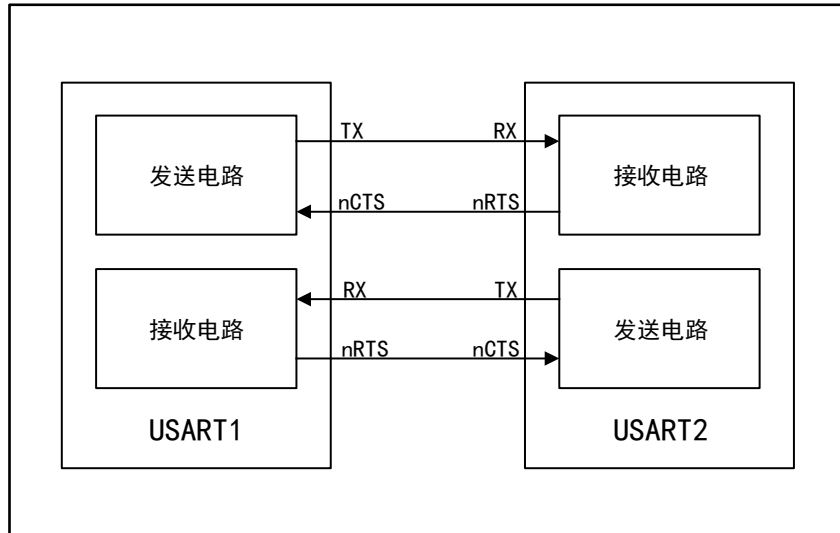 TX RX
发送电路 接收电路
nCTS nRTS
RX TX
接收电路 发送电路
nRTS nCTS
USART1 USART2